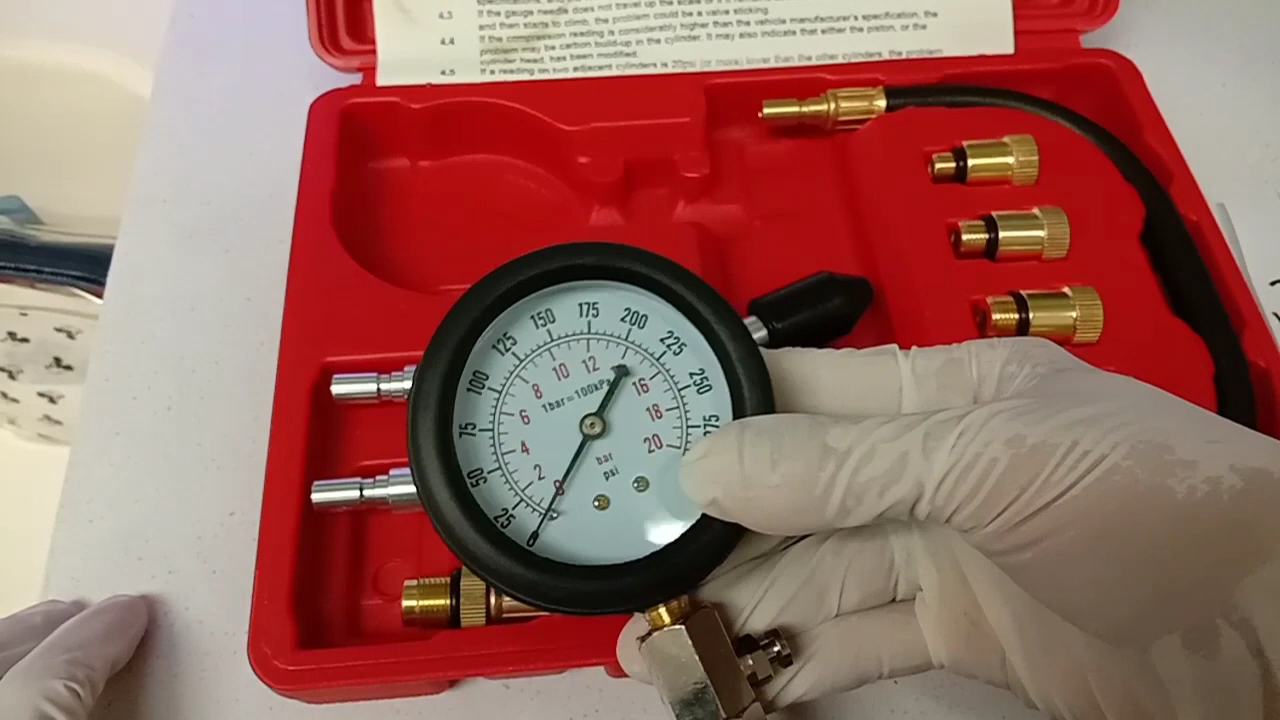 4.3 If the gauge needle does not travel up the scale or if it
and then starts to climb, the problem could be a valve sticking.
4.4 If the compression reading is considerably higher than the vehicle manufacturer's specification, the
problem may be carbon build-up in the cylinder. It may also indicate that either the piston, or the
cylinder head, has been modified.
4.5 If a reading on two adjacent cylinders is 20psi (or more) lower than the other cylinders, the problem
0 25 50 75 100 125 150 175 200 225 250
0 2 4 6 8 10 12 16 18 20
1bar=100kPa
bar
psi